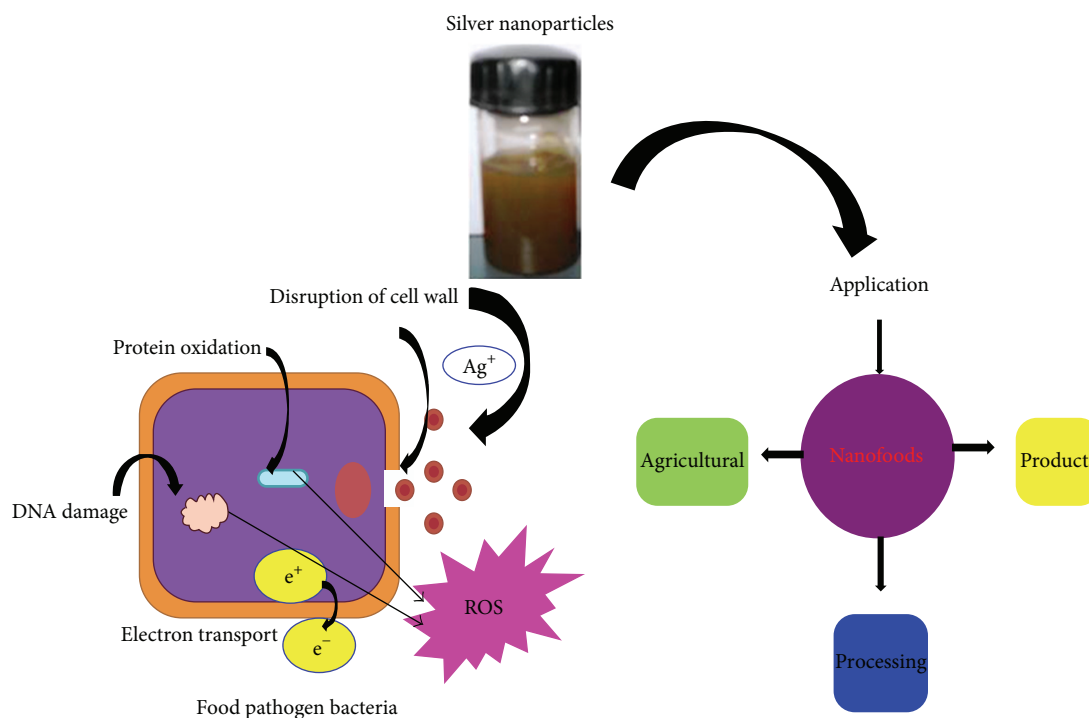 Silver nanoparticles
Disruption of cell wall
Protein oxidation
Ag⁺
DNA damage
e⁺
Electron transport
e⁻
ROS
Food pathogen bacteria
Application
Nanofoods
Agricultural
Product
Processing